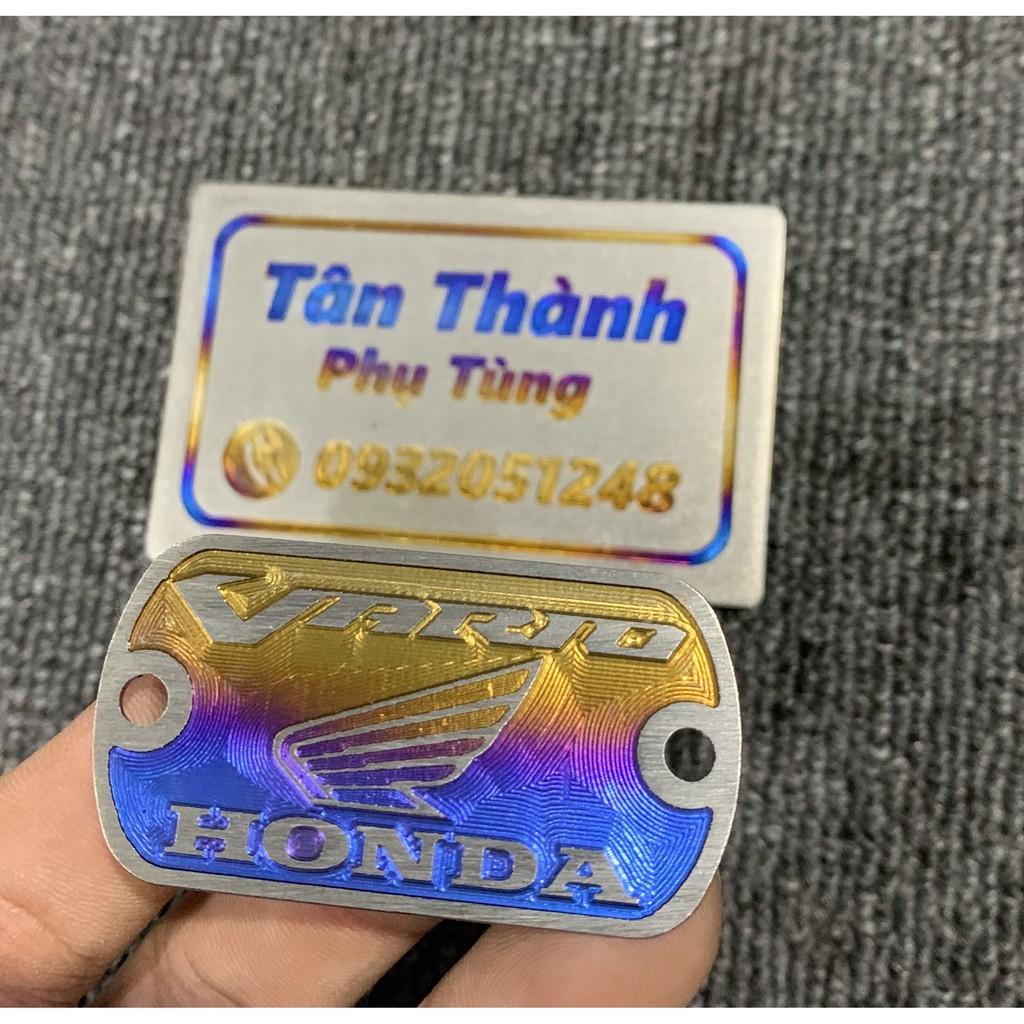 Tân Thành
Phụ Tùng
0932051248
VARIO
HONDA